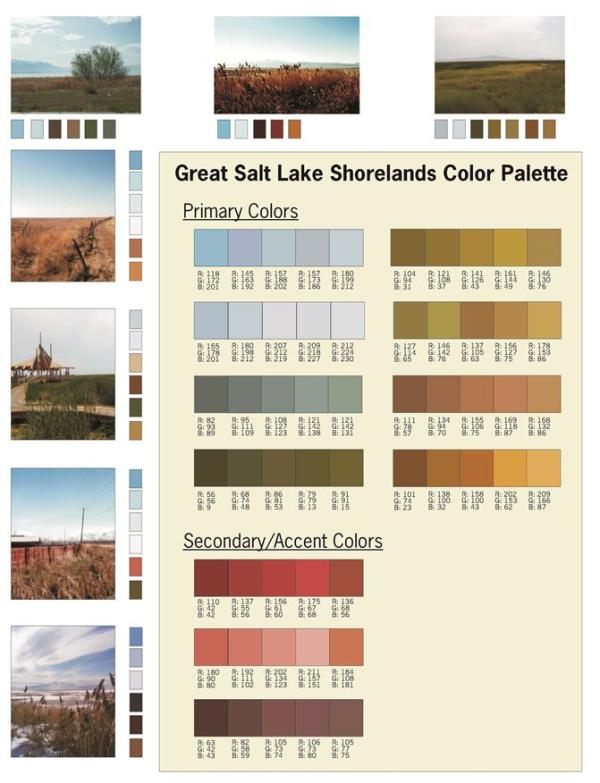 Great Salt Lake Shorelands Color Palette
Primary Colors
R: 118 R: 145 R: 157 R: 157 R: 180
G: 172 G: 163 G: 188 G: 173 G: 199
B: 201 B: 192 B: 202 B: 186 B: 212
R: 104 R: 121 R: 141 R: 161 R: 146
G: 94 G: 108 G: 126 G: 144 G: 130
B: 31 B: 37 B: 43 B: 49 B: 76
R: 155 R: 180 R: 207 R: 209 R: 212
G: 178 G: 198 G: 212 G: 218 G: 224
B: 201 B: 212 B: 219 B: 227 B: 230
R: 127 R: 146 R: 137 R: 156 R: 178
G: 114 G: 142 G: 105 G: 127 G: 153
B: 65 B: 76 B: 63 B: 75 B: 86
R: 82 R: 95 R: 108 R: 121 R: 121
G: 93 G: 111 G: 127 G: 142 G: 142
B: 89 B: 109 B: 123 B: 138 B: 131
R: 111 R: 134 R: 155 R: 169 R: 168
G: 78 G: 94 G: 106 G: 118 G: 132
B: 57 B: 70 B: 75 B: 87 B: 86
R: 56 R: 68 R: 86 R: 79 R: 91
G: 56 G: 74 G: 81 G: 79 G: 91
B: 9 B: 48 B: 53 B: 13 B: 15
R: 101 R: 138 R: 158 R: 202 R: 209
G: 74 G: 100 G: 100 G: 153 G: 166
B: 23 B: 32 B: 43 B: 62 B: 87
Secondary/Accent Colors
R: 110 R: 137 R: 156 R: 175 R: 136
G: 42 G: 55 G: 61 G: 67 G: 68
B: 42 B: 56 B: 60 B: 68 B: 56
R: 180 R: 192 R: 202 R: 211 R: 184
G: 90 G: 111 G: 134 G: 157 G: 108
B: 80 B: 102 B: 123 B: 151 B: 181
R: 63 R: 82 R: 105 R: 106 R: 105
G: 42 G: 58 G: 73 G: 73 G: 77
B: 43 B: 59 B: 74 B: 80 B: 75